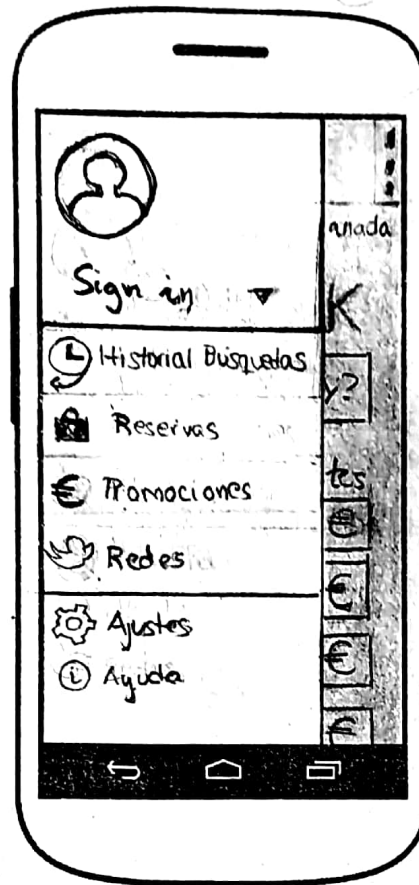 Sign in
Historial Búsquedas
Reservas
Promociones
Redes
Ajustes
i Ayuda
anada
K
y?
tes
€
€
€